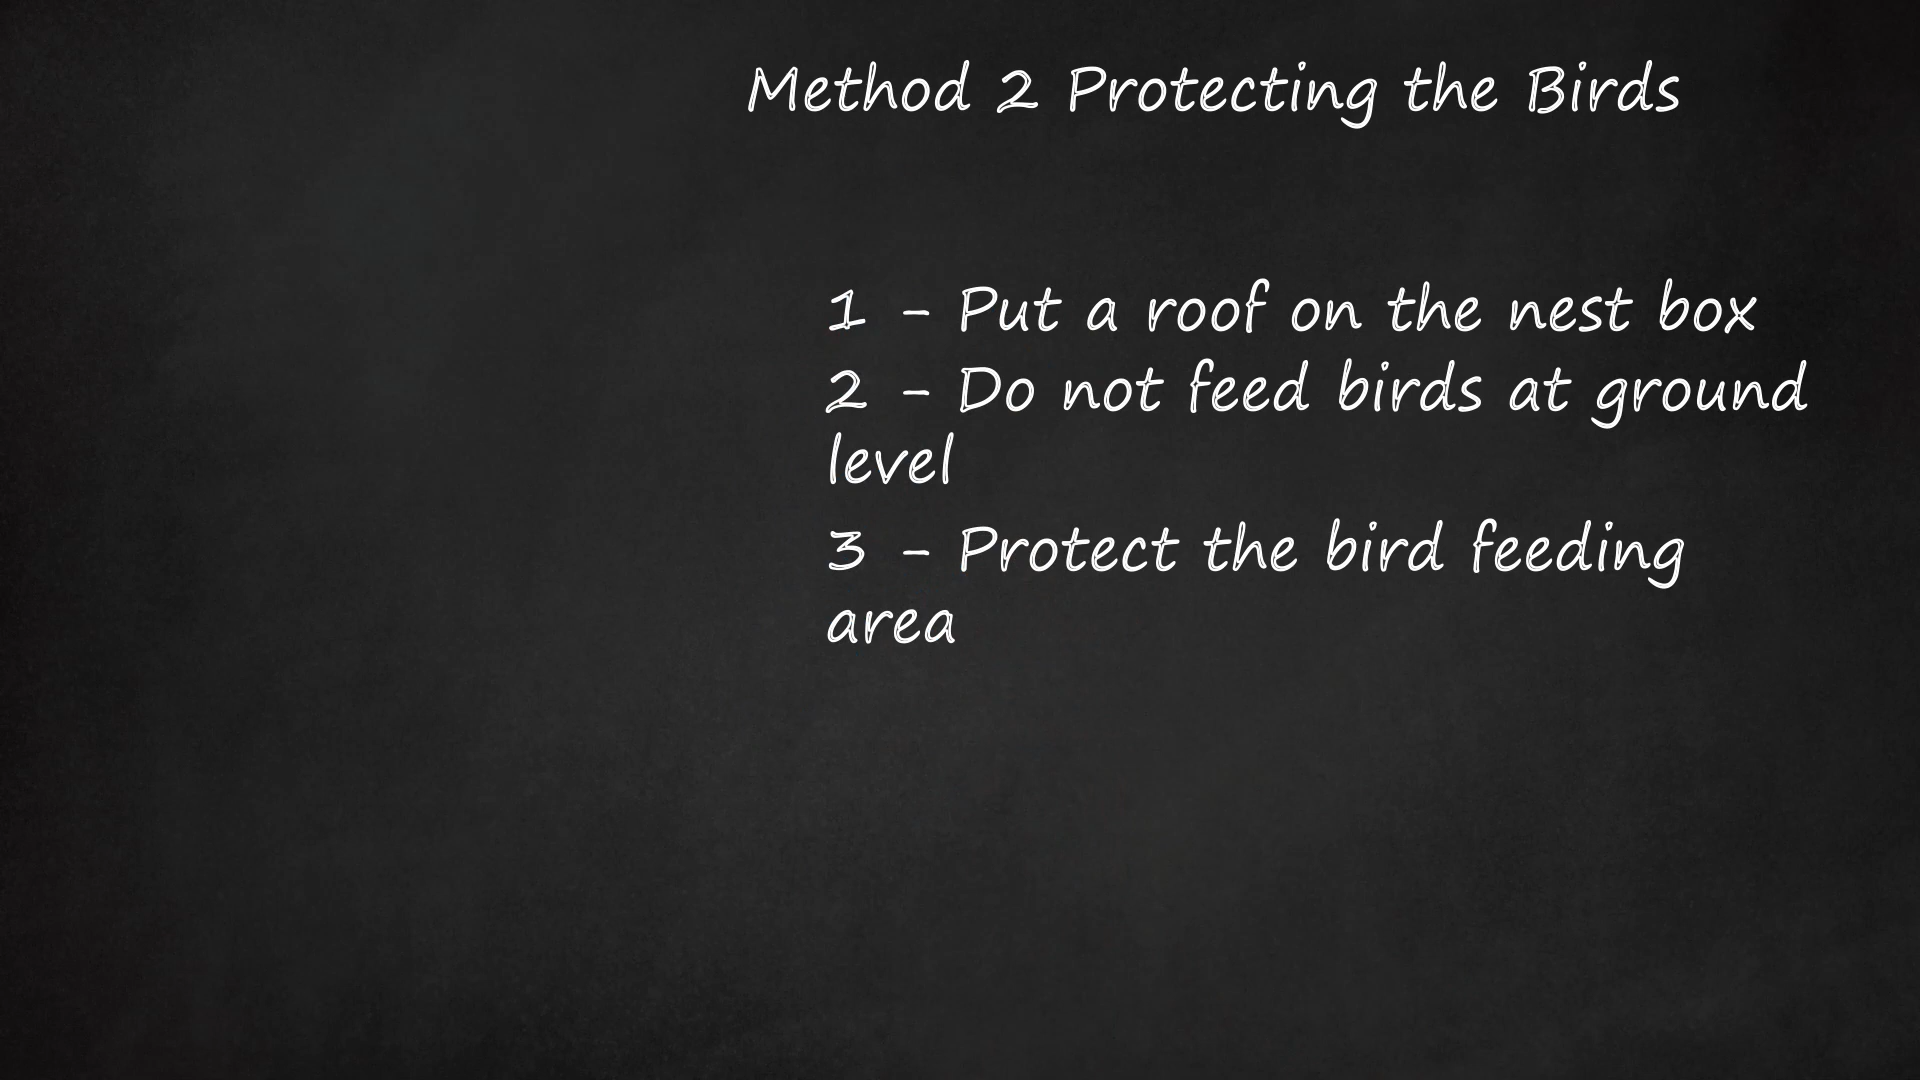 Method 2 Protecting the Birds
1 - Put a roof on the nest box
2 - Do not feed birds at ground
level
3 - Protect the bird feeding
area